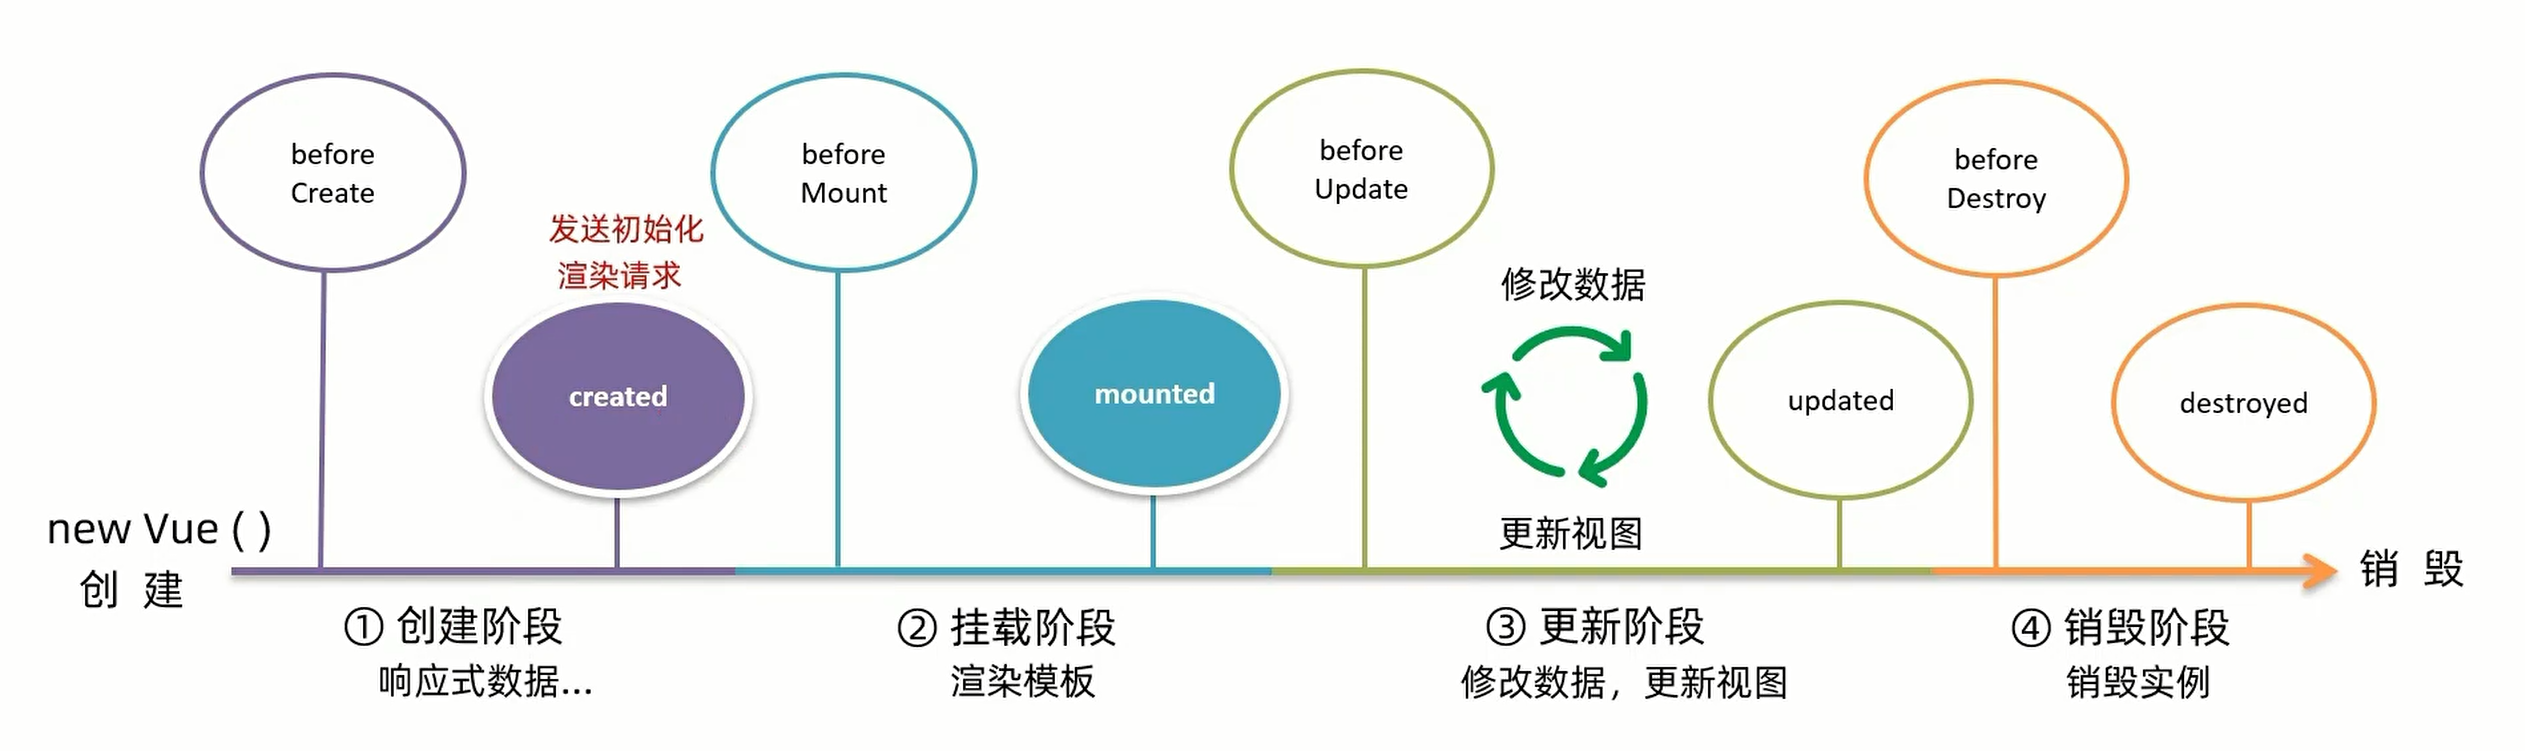 before
Create
发送初始化
渲染请求
created
before
Mount
mounted
before
Update
修改数据
更新视图
updated
before
Destroy
destroyed
new Vue ( )
创 建
销 毁
① 创建阶段
响应式数据...
② 挂载阶段
渲染模板
③ 更新阶段
修改数据，更新视图
④ 销毁阶段
销毁实例